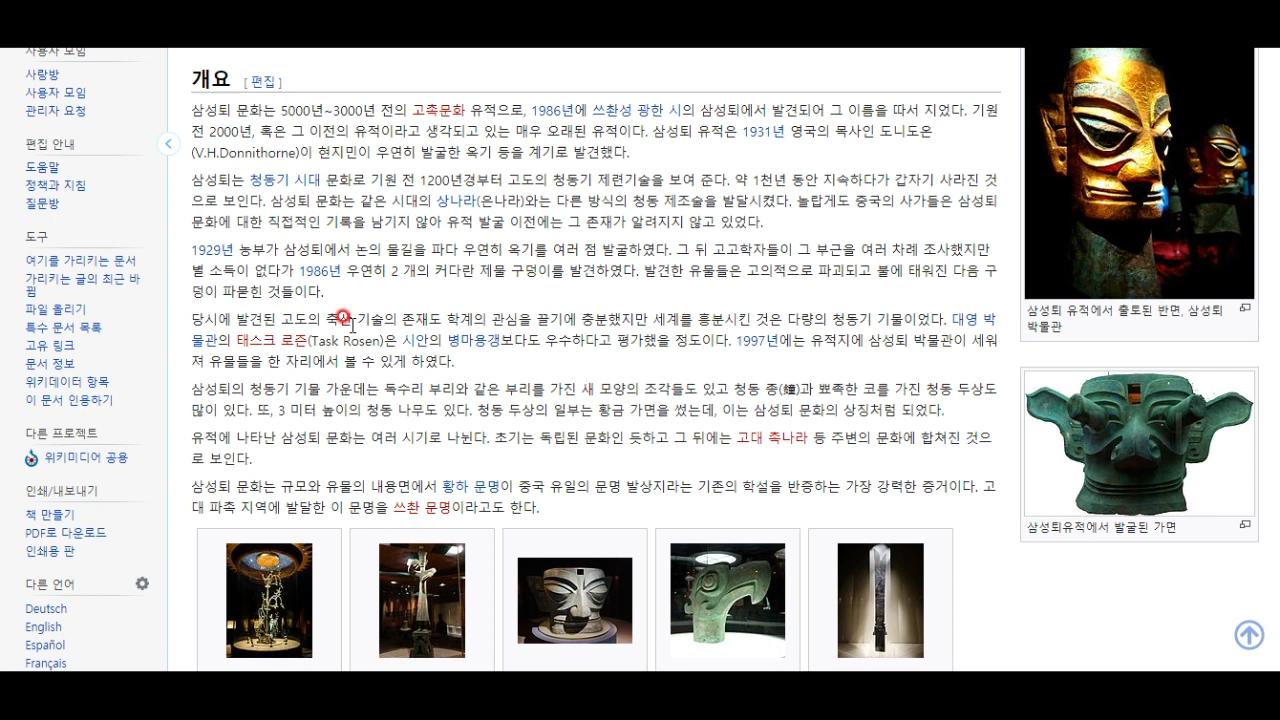 사용자 모임
사랑방
사용자 모임
관리자 요청
편집 안내
도움말
정책과 지침
질문방
도구
여기를 가리키는 문서
가리키는 글의 최근 바
뀜
파일 올리기
특수 문서 목록
고유 링크
문서 정보
위키데이터 항목
이 문서 인용하기
다른 프로젝트
위키미디어 공용
인쇄/내보내기
책 만들기
PDF로 다운로드
인쇄용 판
다른 언어
Deutsch
English
Español
Français
개요 [ 편집 ]
삼성퇴 문화는 5000년~3000년 전의 고촉문화 유적으로, 1986년에 쓰촨성 광한 시의 삼성퇴에서 발견되어 그 이름을 따서 지었다. 기원
전 2000년, 혹은 그 이전의 유적이라고 생각되고 있는 매우 오래된 유적이다. 삼성퇴 유적은 1931년 영국의 목사인 도니도온
(V.H.Donnithorne)이 현지민이 우연히 발굴한 옥기 등을 계기로 발견했다.
삼성퇴는 청동기 시대 문화로 기원 전 1200년경부터 고도의 청동기 제련기술을 보여 준다. 약 1천년 동안 지속하다가 갑자기 사라진 것
으로 보인다. 삼성퇴 문화는 같은 시대의 상나라(은나라)와는 다른 방식의 청동 제조술을 발달시켰다. 놀랍게도 중국의 사가들은 삼성퇴
문화에 대한 직접적인 기록을 남기지 않아 유적 발굴 이전에는 그 존재가 알려지지 않고 있었다.
1929년 농부가 삼성퇴에서 논의 물길을 파다 우연히 옥기를 여러 점 발굴하였다. 그 뒤 고고학자들이 그 부근을 여러 차례 조사했지만
별 소득이 없다가 1986년 우연히 2 개의 커다란 제물 구덩이를 발견하였다. 발견한 유물들은 고의적으로 파괴되고 불에 태워진 다음 구
덩이 파묻힌 것들이다.
당시에 발견된 고도의 기술의 존재도 학계의 관심을 끌기에 충분했지만 세계를 흥분시킨 것은 다량의 청동기 기물이었다. 대영 박
물관의 태스크 로즌(Task Rosen)은 시안의 병마용갱보다도 우수하다고 평가했을 정도이다. 1997년에는 유적지에 삼성퇴 박물관이 세워
져 유물들을 한 자리에서 볼 수 있게 하였다.
삼성퇴의 청동기 기물 가운데는 독수리 부리와 같은 부리를 가진 새 모양의 조각들도 있고 청동 종(鐘)과 뾰족한 코를 가진 청동 두상도
많이 있다. 또, 3 미터 높이의 청동 나무도 있다. 청동 두상의 일부는 황금 가면을 썼는데, 이는 삼성퇴 문화의 상징처럼 되었다.
유적에 나타난 삼성퇴 문화는 여러 시기로 나뉜다. 초기는 독립된 문화인 듯하고 그 뒤에는 고대 촉나라 등 주변의 문화에 합쳐진 것으
로 보인다.
삼성퇴 문화는 규모와 유물의 내용면에서 황하 문명이 중국 유일의 문명 발상지라는 기존의 학설을 반증하는 가장 강력한 증거이다. 고
대 파촉 지역에 발달한 이 문명을 쓰촨 문명이라고도 한다.
삼성퇴 유적에서 출토된 반면, 삼성퇴
박물관
삼성퇴유적에서 발굴된 가면